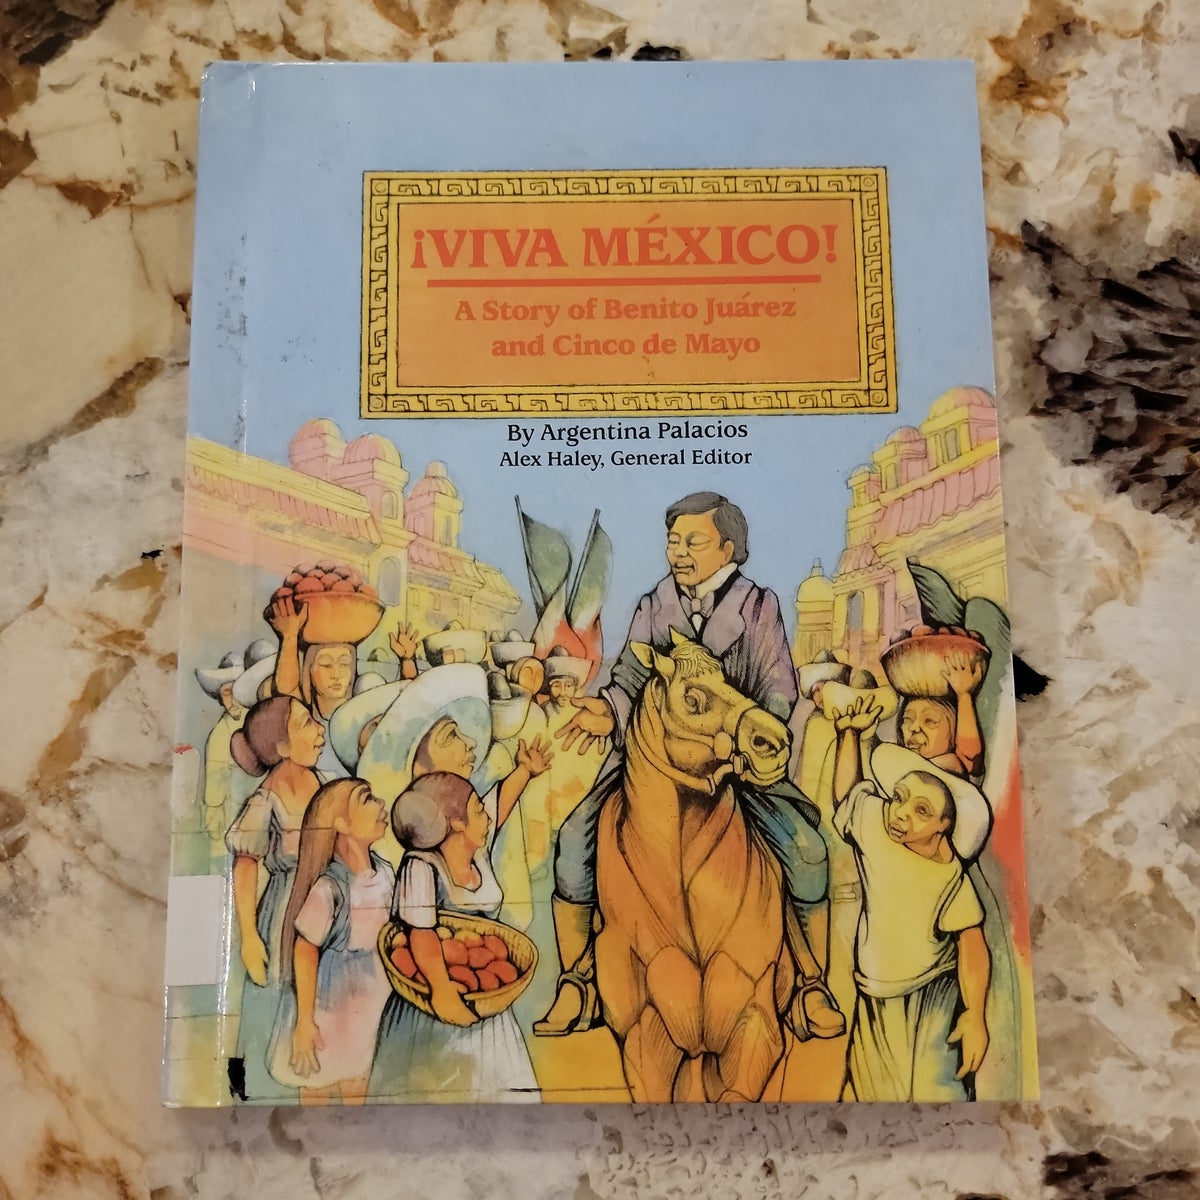 ¡VIVA MÉXICO!
A Story of Benito Juárez
and Cinco de Mayo
By Argentina Palacios
Alex Haley, General Editor